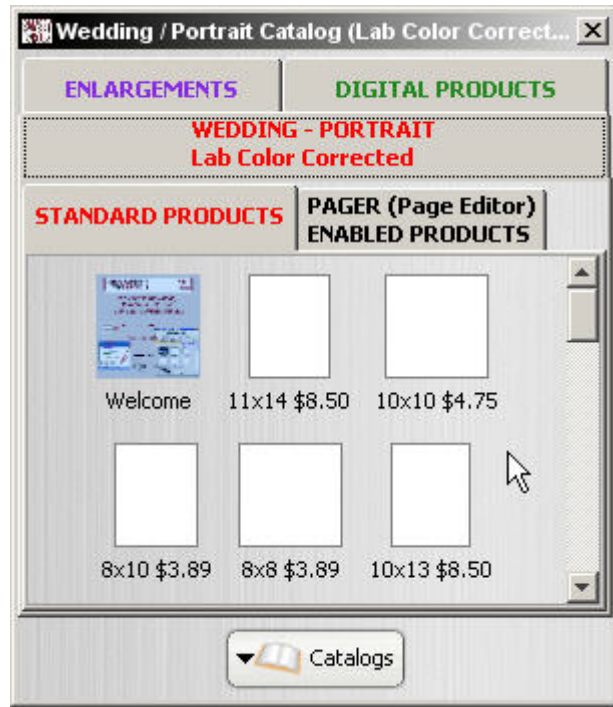 Wedding / Portrait Catalog (Lab Color Correct...
ENLARGEMENTS
DIGITAL PRODUCTS
WEDDING - PORTRAIT
Lab Color Corrected
STANDARD PRODUCTS
PAGER (Page Editor)
ENABLED PRODUCTS
Welcome
11x14 $8.50
10x10 $4.75
8x10 $3.89
8x8 $3.89
10x13 $8.50
Catalogs